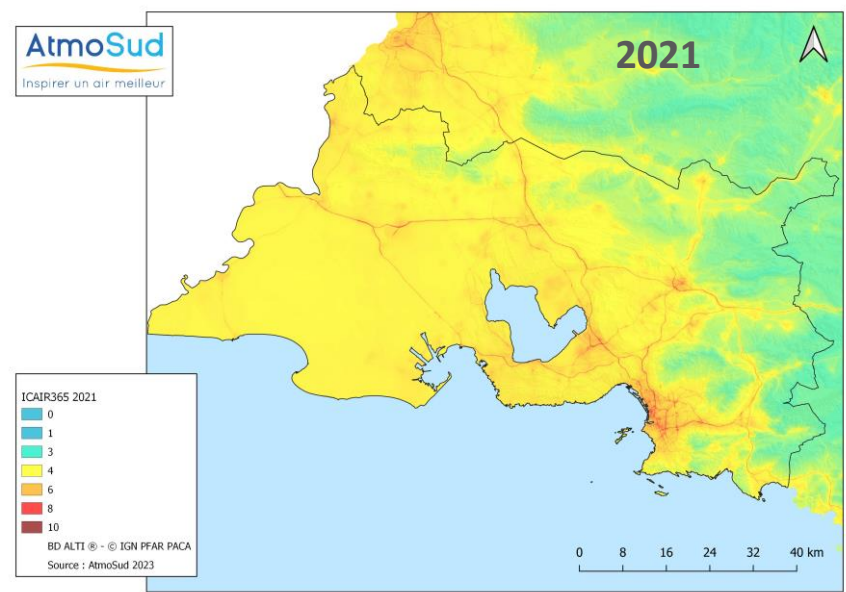 AtmoSud
Inspirer un air meilleur
2021
ICAIR365 2021
0
1
3
4
6
8
10
BD ALTI ® - © IGN PFAR PACA
Source : AtmoSud 2023
0 8 16 24 32 40 km